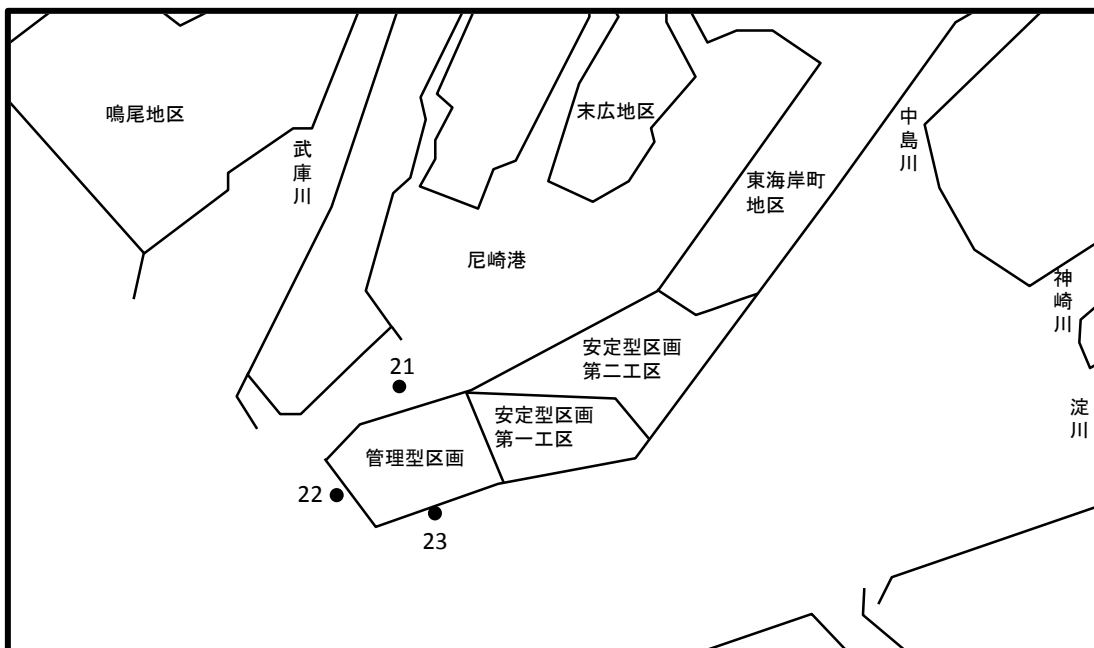 鳴尾地区
武庫川
末広地区
中島川
東海岸町
地区
尼崎港
神崎川
安定型区画
第二工区
21
安定型区画
第一工区
淀川
管理型区画
22
23